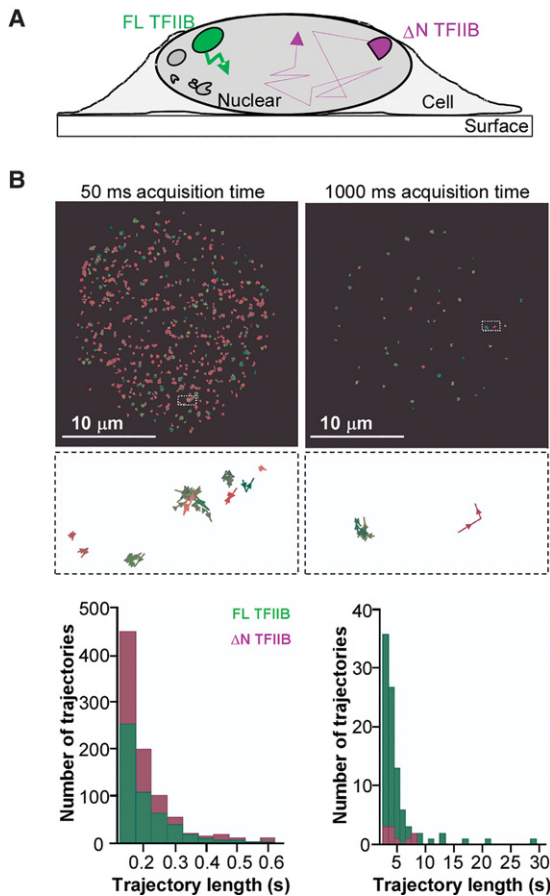 A
FL TFIIB
ΔN TFIIB
Nuclear
Cell
Surface
B
50 ms acquisition time
1000 ms acquisition time
10 μm
10 μm
Number of trajectories
500
400
300
200
100
0
FL TFIIB
ΔN TFIIB
0.2 0.3 0.4 0.5 0.6
Trajectory length (s)
Number of trajectories
40
30
20
10
0
5 10 15 20 25 30
Trajectory length (s)